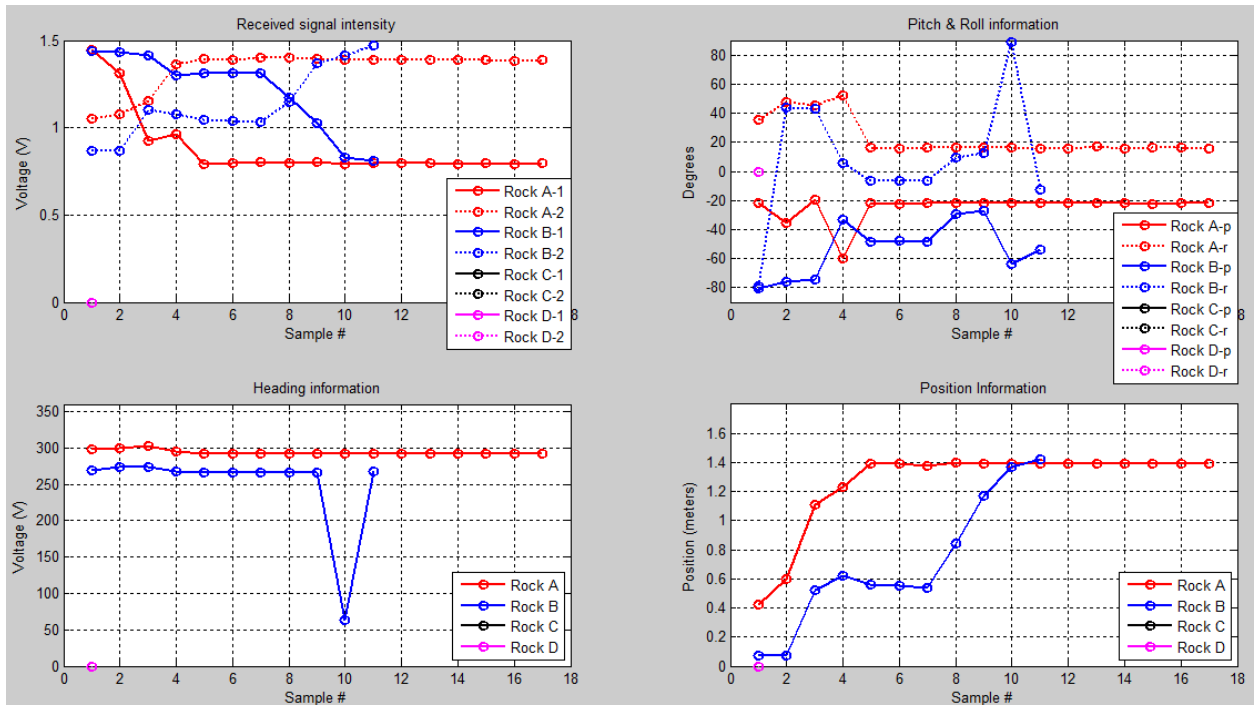 Received signal intensity
1.5
1
0.5
0
Voltage (V)
0 2 4 6 8 10 12 14 16 18
Sample #
Rock A-1
Rock A-2
Rock B-1
Rock B-2
Rock C-1
Rock C-2
Rock D-1
Rock D-2
Pitch & Roll information
80
60
40
20
0
-20
-40
-60
-80
Degrees
0 2 4 6 8 10 12
Sample #
Rock A-p
Rock A-r
Rock B-p
Rock B-r
Rock C-p
Rock C-r
Rock D-p
Rock D-r
Heading information
350
300
250
200
150
100
50
0
Voltage (V)
0 2 4 6 8 10 12 14 16 18
Sample #
Rock A
Rock B
Rock C
Rock D
Position Information
1.6
1.4
1.2
1
0.8
0.6
0.4
0.2
0
Position (meters)
0 2 4 6 8 10 12 14 16 18
Sample #
Rock A
Rock B
Rock C
Rock D